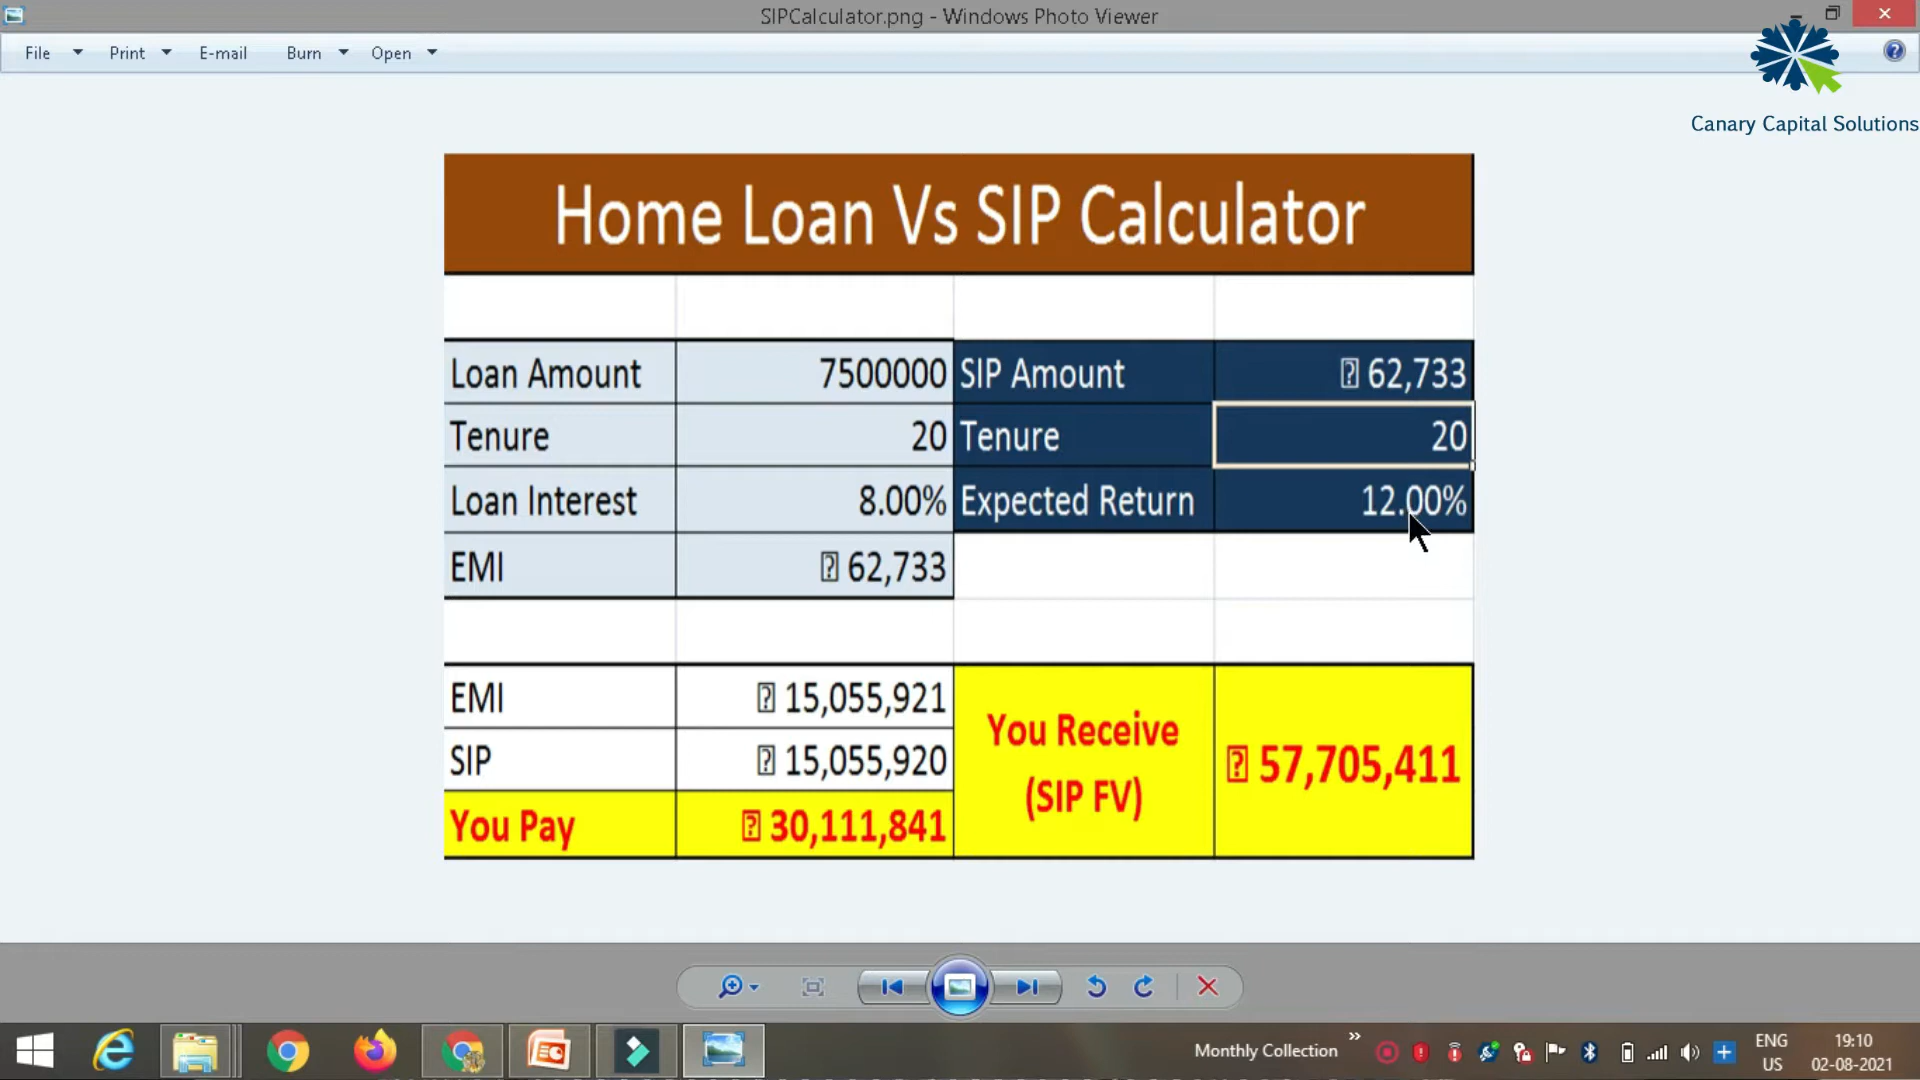 SIPCalculator.png - Windows Photo Viewer
File Print E-mail Burn Open
Canary Capital Solutions
Home Loan Vs SIP Calculator
Loan Amount 7500000 SIP Amount 62,733
Tenure 20 Tenure 20
Loan Interest 8.00% Expected Return 12.00%
EMI 62,733
EMI 15,055,921
SIP 15,055,920
You Pay 30,111,841
You Receive
(SIP FV)
57,705,411
Monthly Collection
ENG
US
19:10
02-08-2021